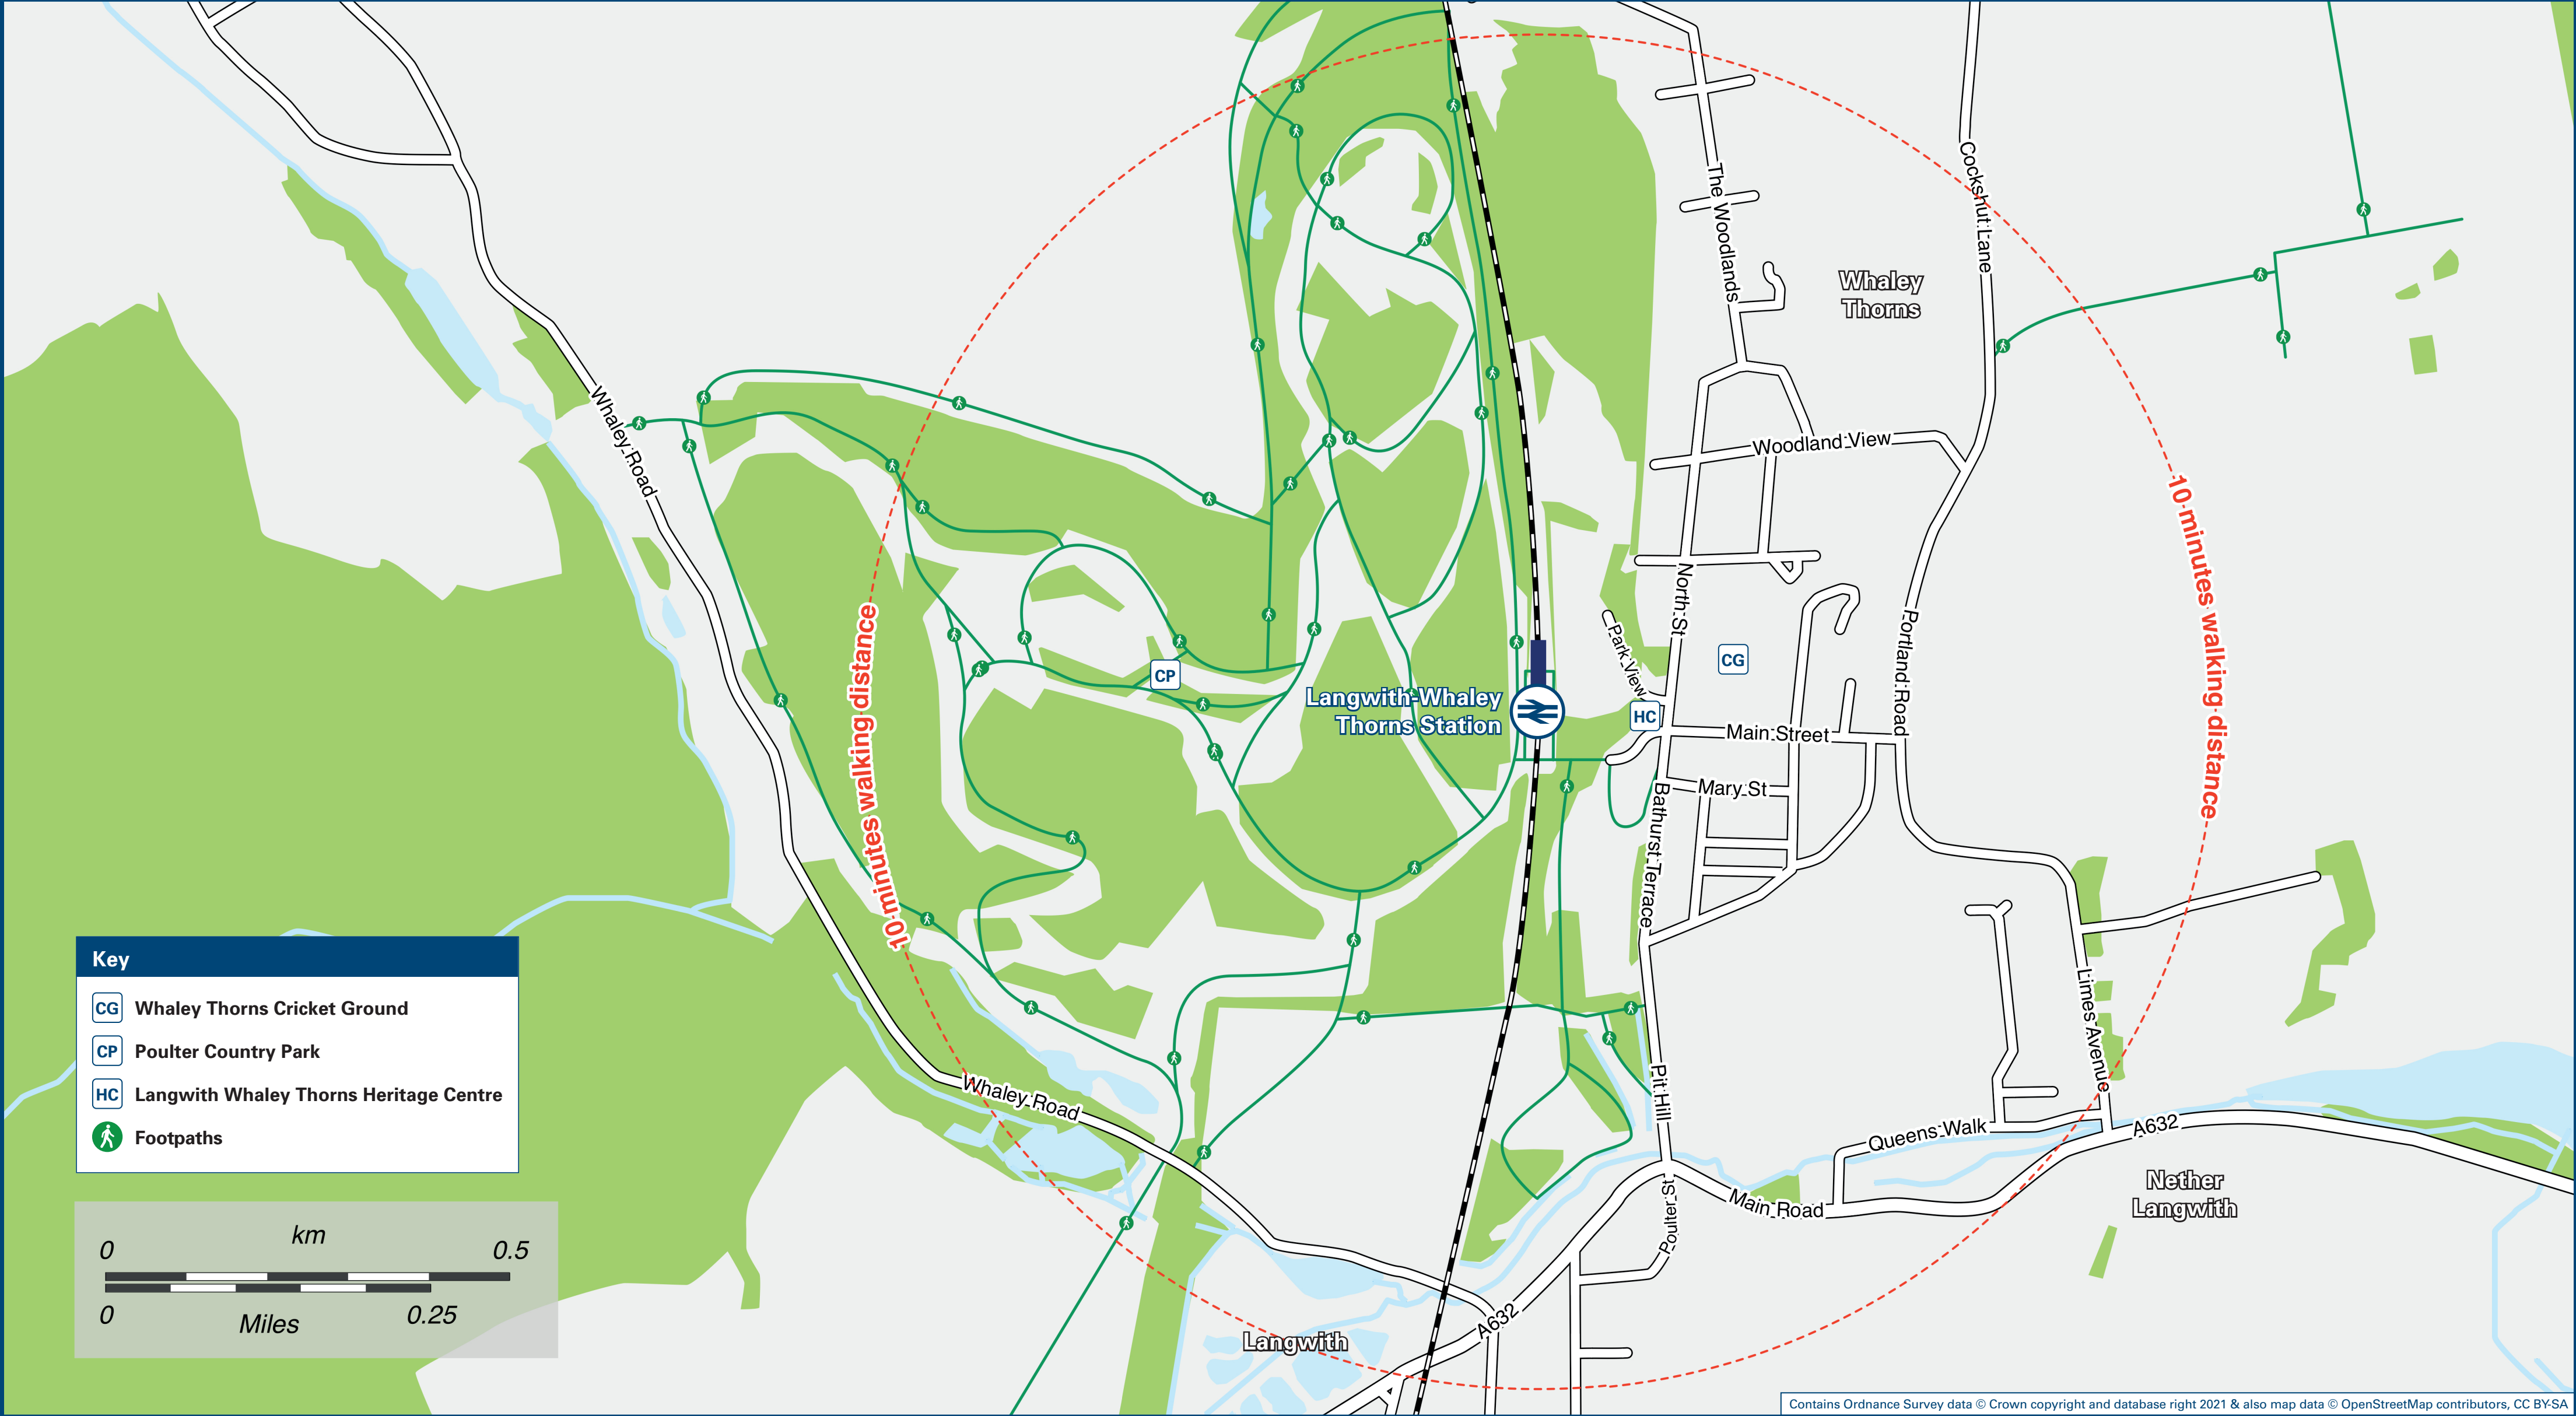 The Woodlands
Cockshut Lane
Whaley
Thorns
Whaley Road
Woodland View
10 minutes walking distance
North St
Park View
Portland Road
CG
CP
HC
Langwith-Whaley
Thorns Station
Main Street
Mary St
Bathurst Terrace
10 minutes walking distance
Limes Avenue
Pit Hill
Whaley Road
Queens Walk
A632
Main Road
Poulter St
Nether
Langwith
A632
Langwith
Key
CG Whaley Thorns Cricket Ground
CP Poulter Country Park
HC Langwith Whaley Thorns Heritage Centre
Footpaths
km
0 0.5
0 0.25
Miles
Contains Ordnance Survey data © Crown copyright and database right 2021 & also map data © OpenStreetMap contributors, CC BY-SA